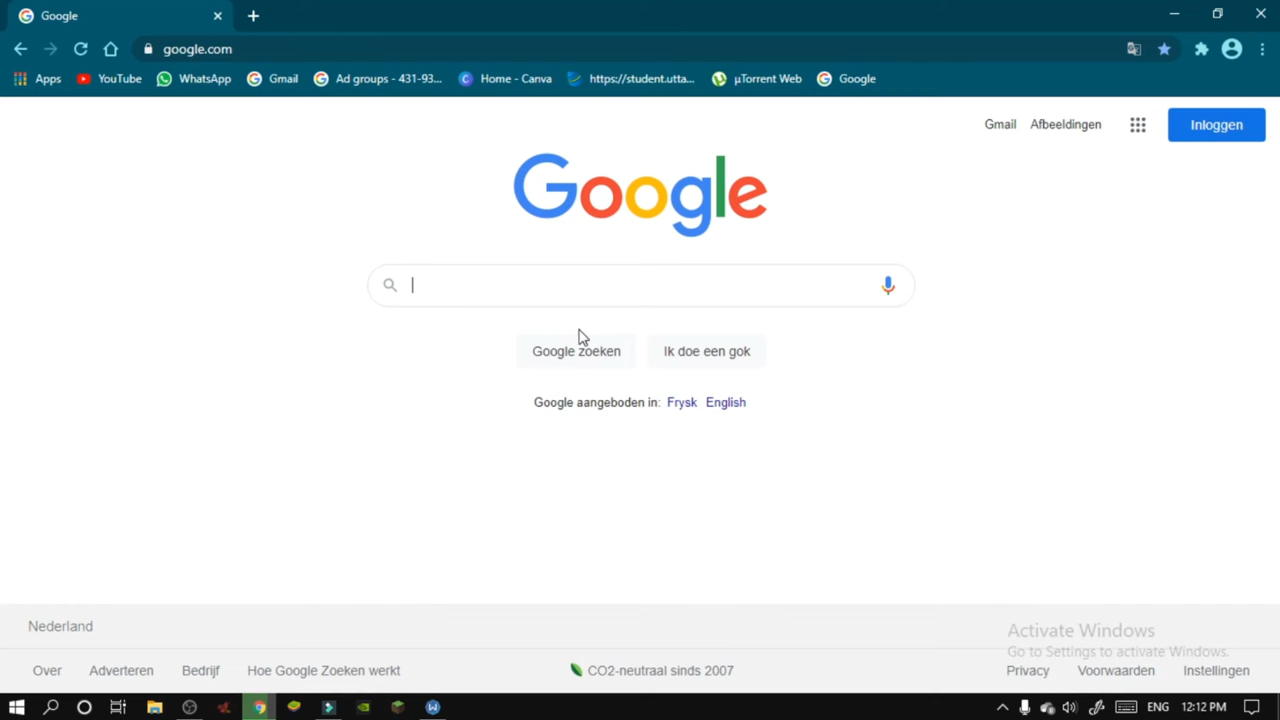 Google
google.com
Apps YouTube WhatsApp Gmail Ad groups - 431-93... Home - Canva https://student.utta... µTorrent Web Google
Gmail Afbeeldingen Inloggen
Google
Google zoeken Ik doe een gok
Google aangeboden in: Frysk English
Nederland
Activate Windows
Go to Settings to activate Windows.
Over Adverteren Bedrijf Hoe Google Zoeken werkt CO2-neutraal sinds 2007 Privacy Voorwaarden Instellingen
ENG 12:12 PM